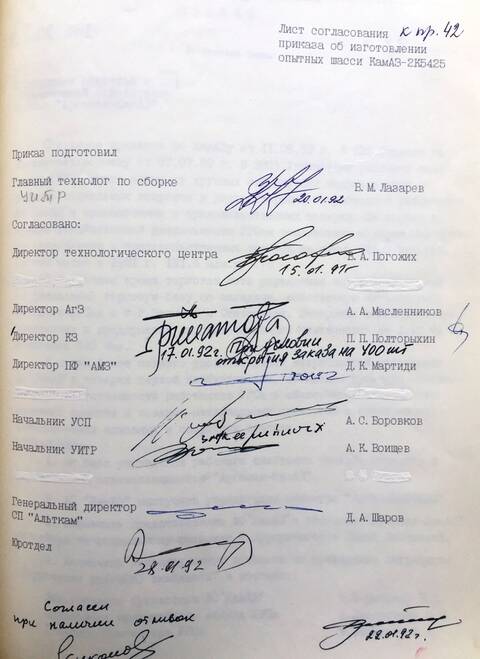 Лист согласования к пр. 42
приказа об изготовлении
опытных шасси КамАЗ-2К5425
Приказ подготовил
Главный технолог по сборке В.М. Лазарев
УиТР 20.01.92
Согласовано:
Директор технологического центра В.А. Погожих
15.01.91г
Директор АгЗ А.А. Масленников
Директор КЗ П.П. Полторыхин
17.01.92г. При условии
открытия заказа на 400 шт
Директор ПФ "АМЗ" Д.К. Мартиди
Начальник УСП А.С. Боровков
Начальник УИТР А.К. Воищев
Генеральный директор
СП "Альткам" Д.А. Шаров
Юротдел
28.01.92
Согласен
при наличии отливок
22.01.92г.